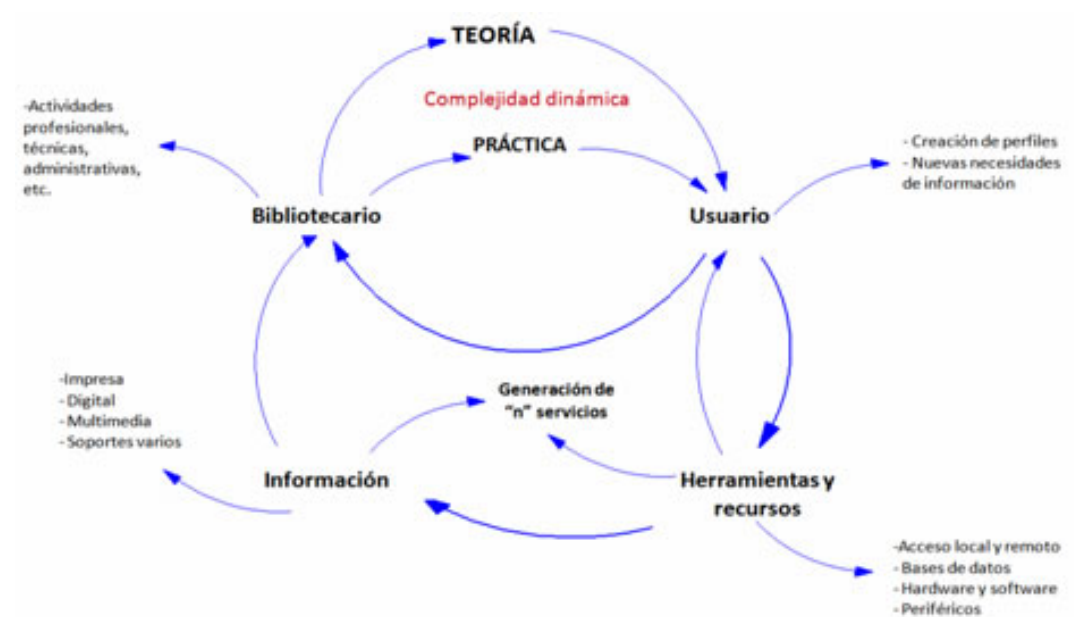 TEORÍA
Complejidad dinámica
PRÁCTICA
-Actividades
profesionales,
técnicas,
administrativas,
etc.
- Creación de perfiles
- Nuevas necesidades
de información
Bibliotecario
Usuario
-Impresa
- Digital
- Multimedia
- Soportes varios
Generación de
"n" servicios
Información
Herramientas y
recursos
-Acceso local y remoto
- Bases de datos
- Hardware y software
- Periféricos